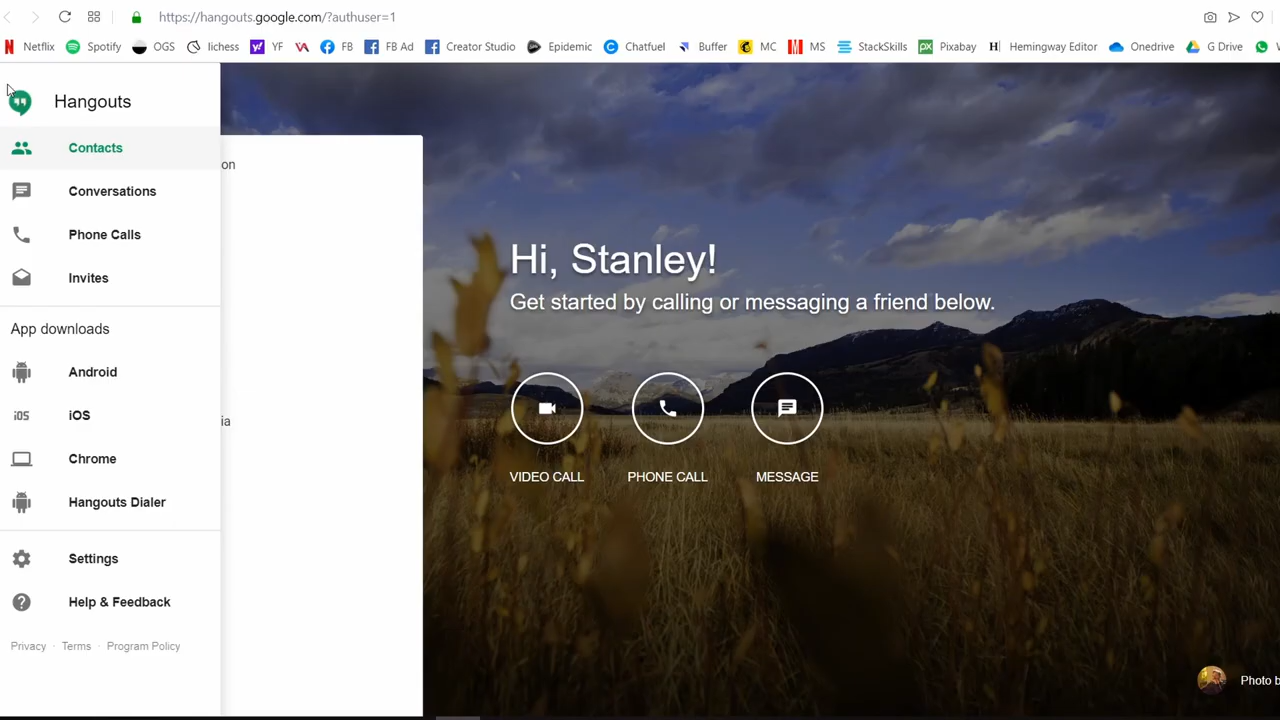 https://hangouts.google.com/?authuser=1
Netflix Spotify OGS lichess YF FB FB Ad Creator Studio Epidemic Chatfuel Buffer MC MS StackSkills Pixabay Hemingway Editor Onedrive G Drive
Hangouts
Contacts
on
Conversations
Phone Calls
Invites
App downloads
Android
iOS iOS
ia
Chrome
Hangouts Dialer
Settings
Help & Feedback
Privacy · Terms · Program Policy
Hi, Stanley!
Get started by calling or messaging a friend below.
VIDEO CALL PHONE CALL MESSAGE
Photo b